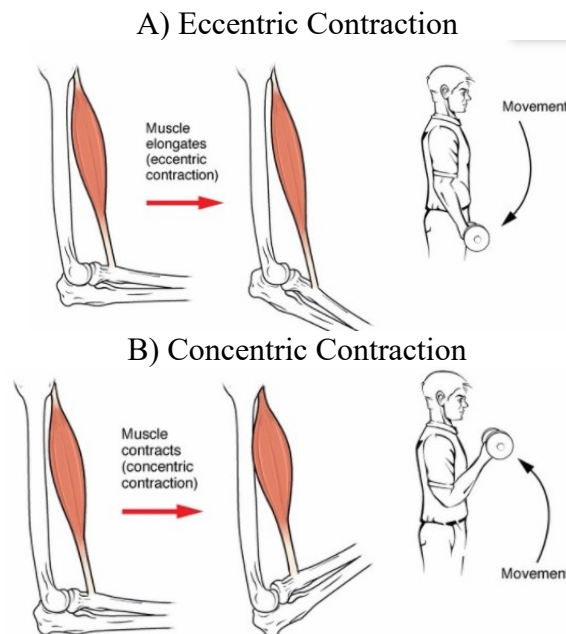 A) Eccentric Contraction
Muscle
elongates
(eccentric
contraction)
Movement
B) Concentric Contraction
Muscle
contracts
(concentric
contraction)
Movement